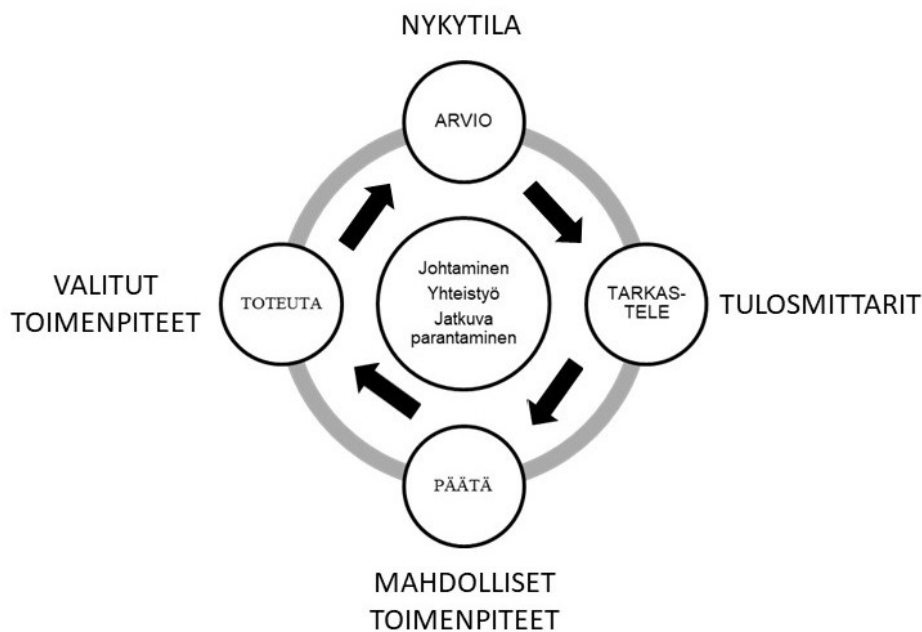 NYKYTILA
ARVIO
TARKAS-
TELE
TULOSMITTARIT
PÄÄTÄ
MAHDOLLISET
TOIMENPITEET
TOTEUTA
VALITUT
TOIMENPITEET
Johtaminen
Yhteistyö
Jatkuva
parantaminen